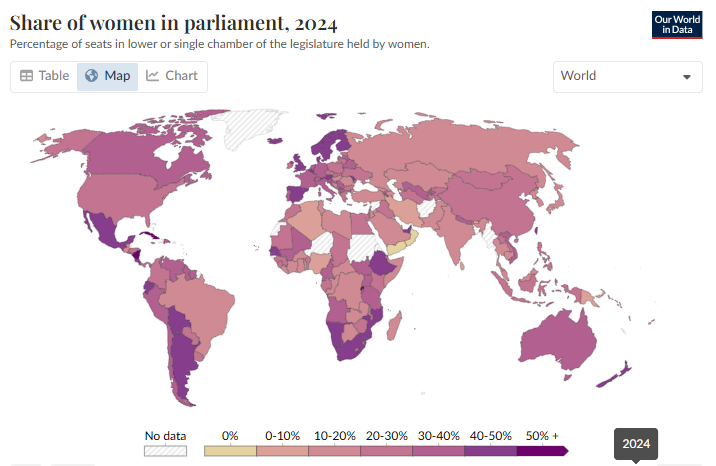 Share of women in parliament, 2024
Percentage of seats in lower or single chamber of the legislature held by women.
Our World
in Data
Table
Map
Chart
World
No data
0%
0-10%
10-20%
20-30%
30-40%
40-50%
50% +
2024